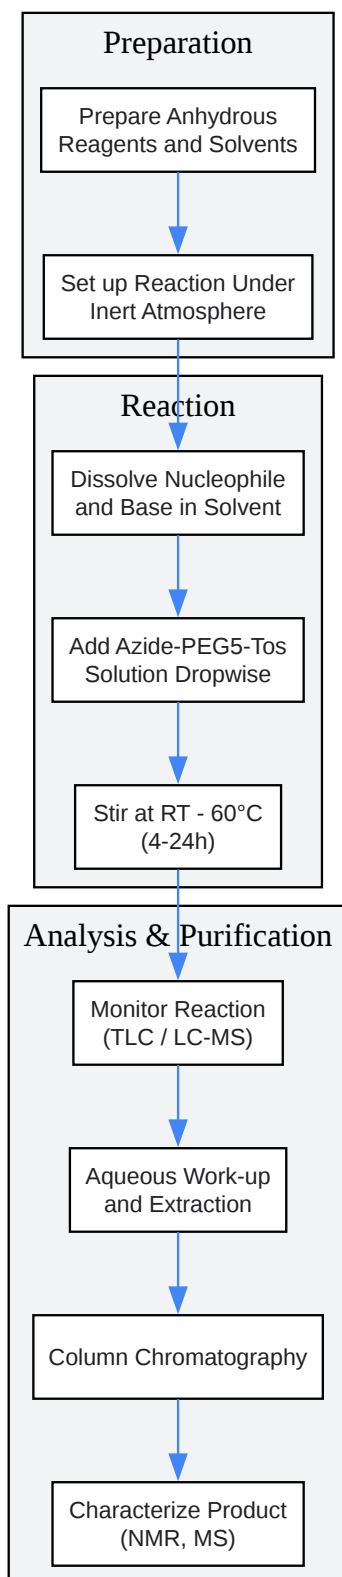 Preparation
Prepare Anhydrous
Reagents and Solvents
Set up Reaction Under
Inert Atmosphere
Reaction
Dissolve Nucleophile
and Base in Solvent
Add Azide-PEG5-Tos
Solution Dropwise
Stir at RT - 60°C
(4-24h)
Analysis & Purification
Monitor Reaction
(TLC / LC-MS)
Aqueous Work-up
and Extraction
Column Chromatography
Characterize Product
(NMR, MS)